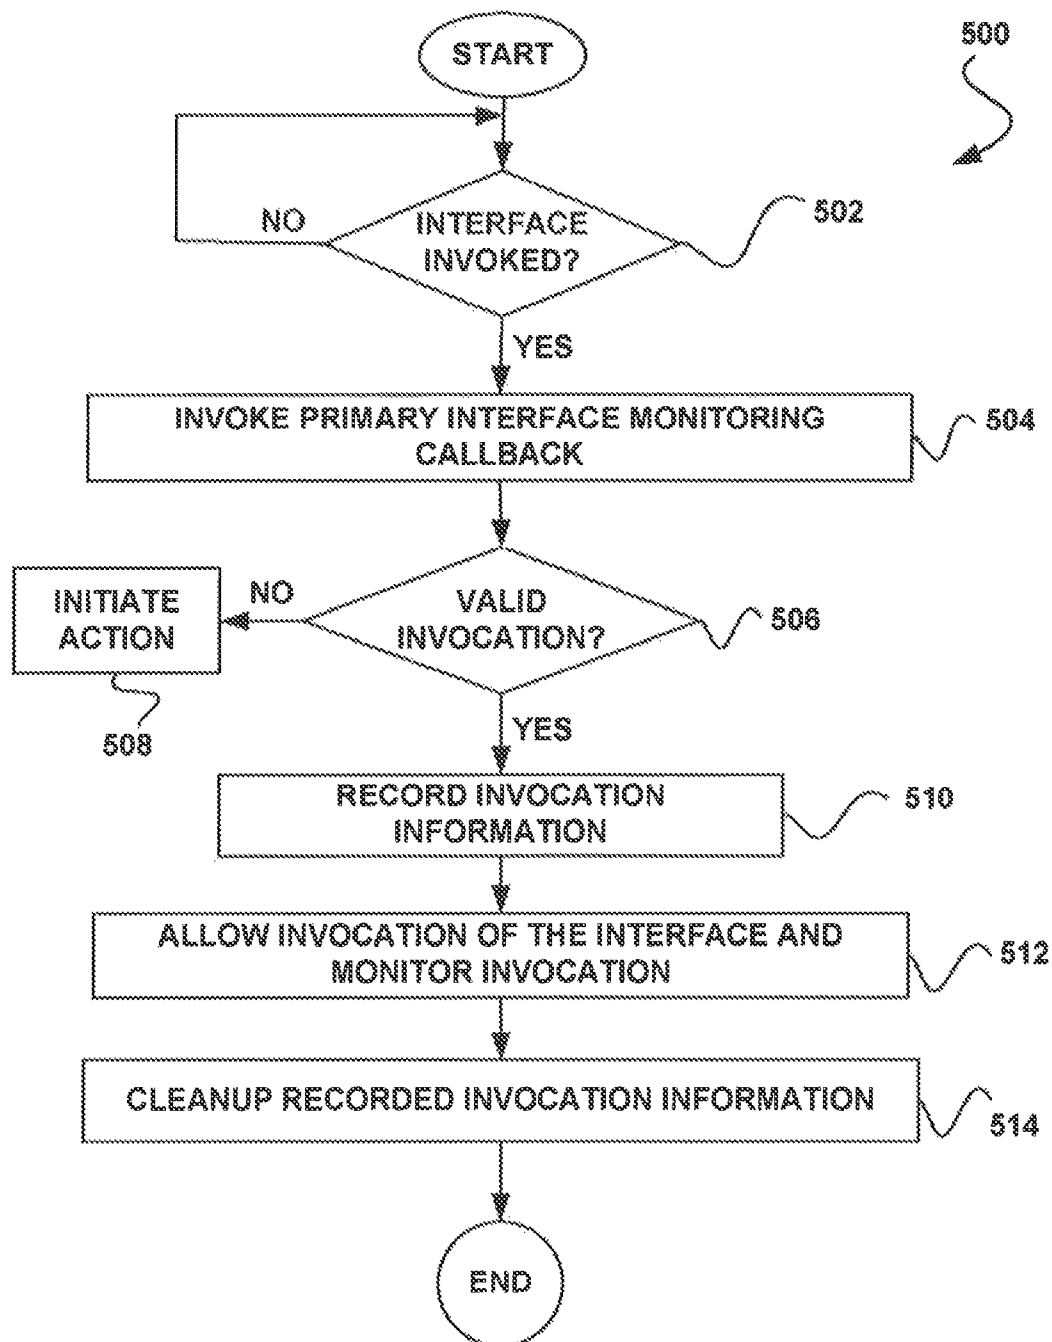 START
500
NO
INTERFACE
INVOKED?
502
YES
INVOKE PRIMARY INTERFACE MONITORING
CALLBACK
504
INITIATE
ACTION
NO
VALID
INVOCATION?
506
508
YES
RECORD INVOCATION
INFORMATION
510
ALLOW INVOCATION OF THE INTERFACE AND
MONITOR INVOCATION
512
CLEANUP RECORDED INVOCATION INFORMATION
514
END